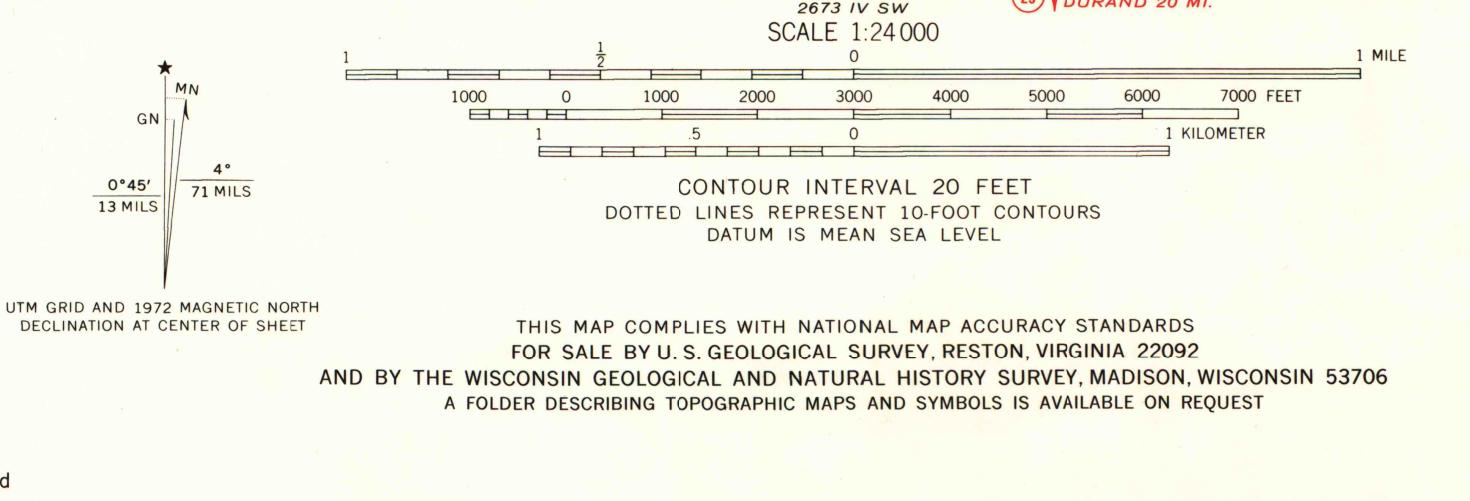 2673 IV SW
25 DURAND 20 MI.
SCALE 1:24 000
1 1/2 0 1 MILE
1000 0 1000 2000 3000 4000 5000 6000 7000 FEET
1 .5 0 1 KILOMETER
CONTOUR INTERVAL 20 FEET
DOTTED LINES REPRESENT 10-FOOT CONTOURS
DATUM IS MEAN SEA LEVEL
★
MN
GN
0°45′
13 MILS
4°
71 MILS
UTM GRID AND 1972 MAGNETIC NORTH
DECLINATION AT CENTER OF SHEET
THIS MAP COMPLIES WITH NATIONAL MAP ACCURACY STANDARDS
FOR SALE BY U. S. GEOLOGICAL SURVEY, RESTON, VIRGINIA 22092
AND BY THE WISCONSIN GEOLOGICAL AND NATURAL HISTORY SURVEY, MADISON, WISCONSIN 53706
A FOLDER DESCRIBING TOPOGRAPHIC MAPS AND SYMBOLS IS AVAILABLE ON REQUEST
d